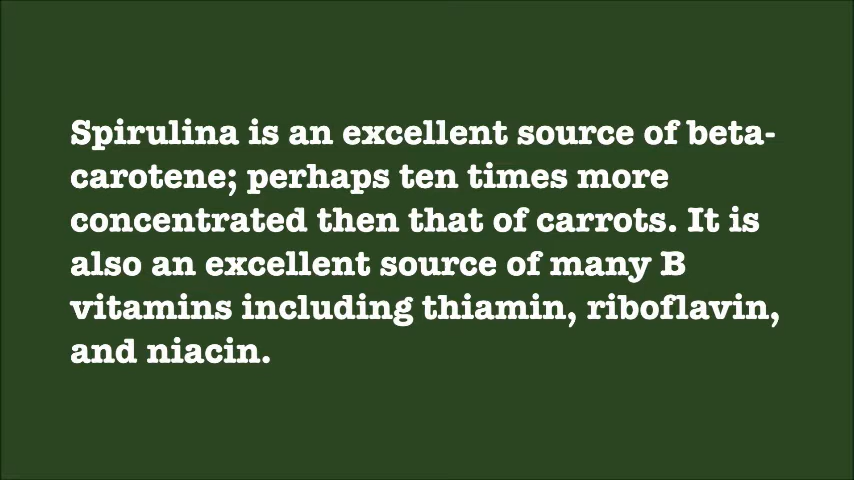 Spirulina is an excellent source of beta-
carotene; perhaps ten times more
concentrated then that of carrots. It is
also an excellent source of many B
vitamins including thiamin, riboflavin,
and niacin.